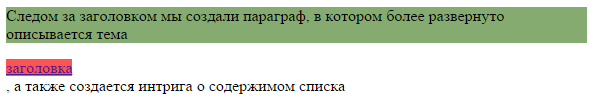 Следом за заголовком мы создали параграф, в котором более развернуто
описывается тема
заголовка
, а также создается интрига о содержимом списка